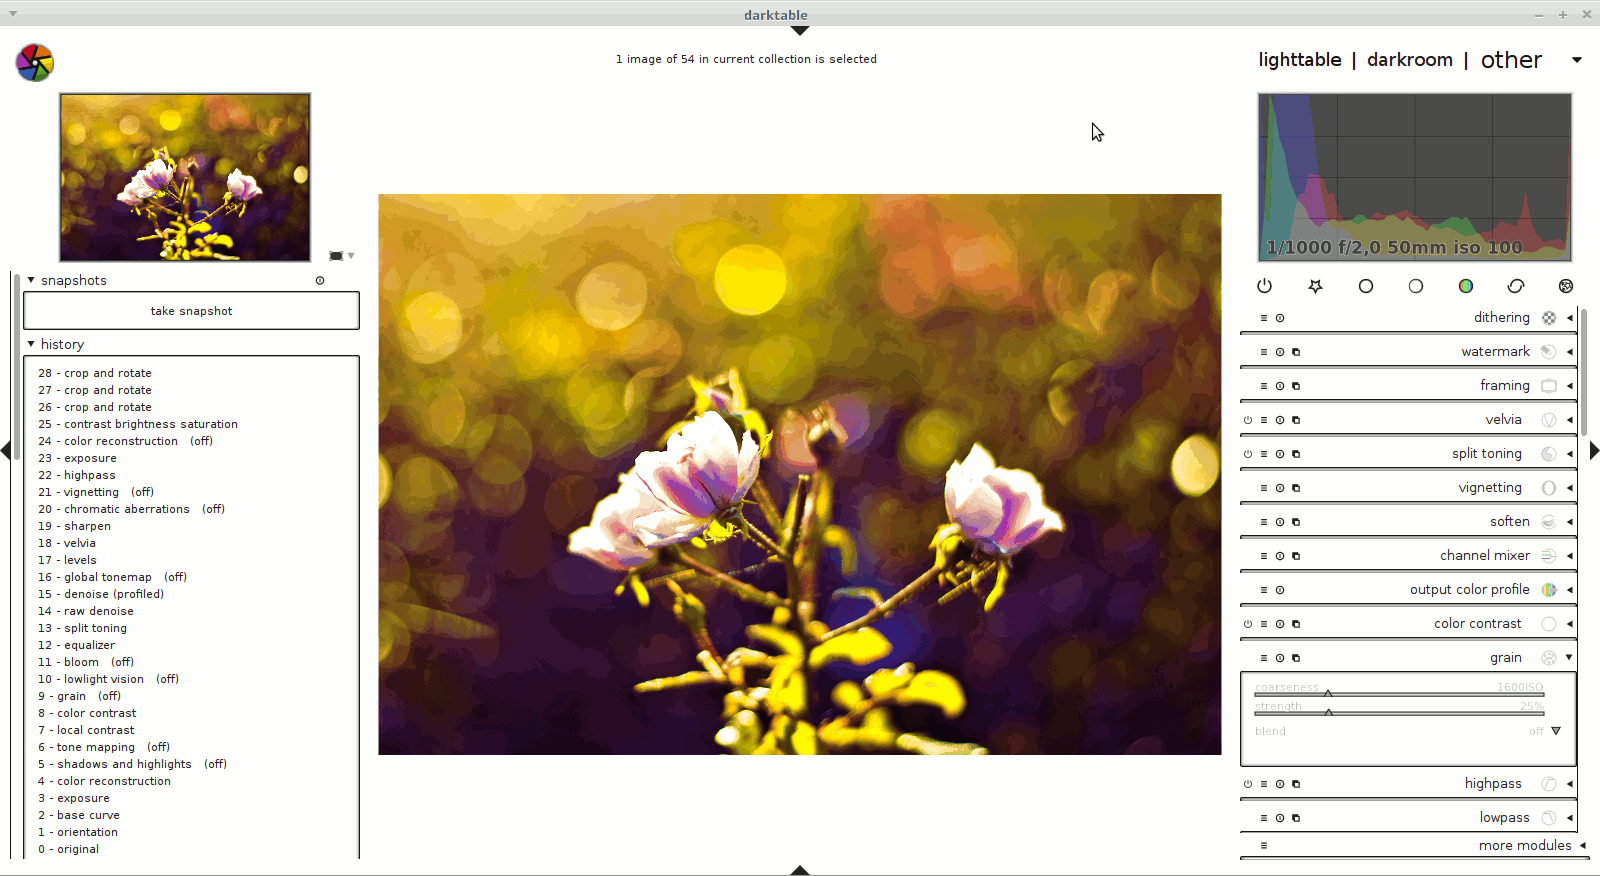 darktable
1 image of 54 in current collection is selected
lighttable | darkroom | other
1/1000 f/2,0 50mm iso 100
snapshots
take snapshot
history
28 - crop and rotate
27 - crop and rotate
26 - crop and rotate
25 - contrast brightness saturation
24 - color reconstruction (off)
23 - exposure
22 - highpass
21 - vignetting (off)
20 - chromatic aberrations (off)
19 - sharpen
18 - velvia
17 - levels
16 - global tonemap (off)
15 - denoise (profiled)
14 - raw denoise
13 - split toning
12 - equalizer
11 - bloom (off)
10 - lowlight vision (off)
9 - grain (off)
8 - color contrast
7 - local contrast
6 - tone mapping (off)
5 - shadows and highlights (off)
4 - color reconstruction
3 - exposure
2 - base curve
1 - orientation
0 - original
dithering
watermark
framing
velvia
split toning
vignetting
soften
channel mixer
output color profile
color contrast
grain
coarseness 1600ISO
strength 25%
blend off
highpass
lowpass
more modules